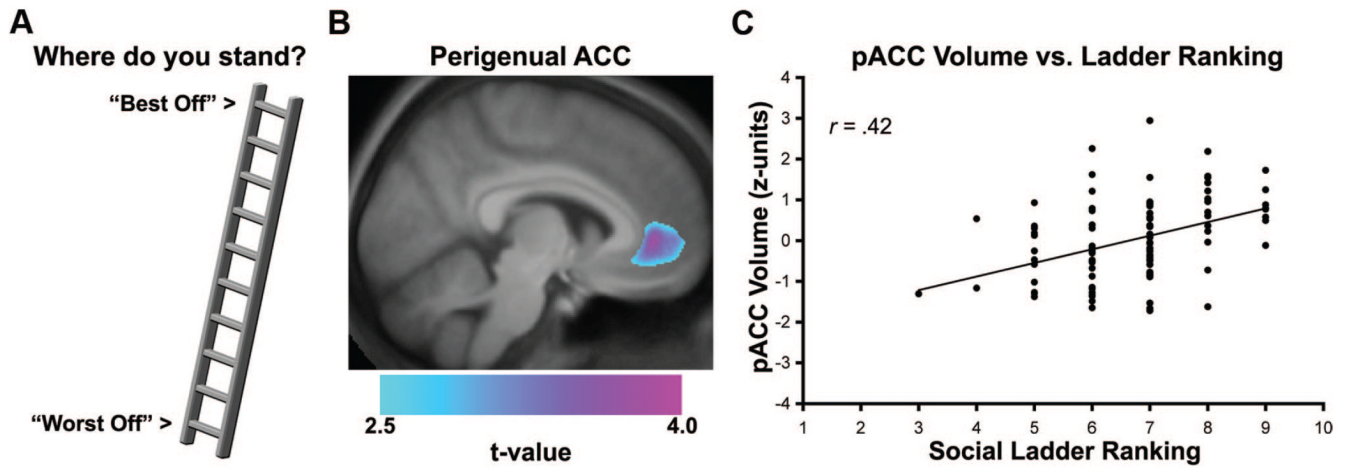 A
Where do you stand?
“Best Off” >
“Worst Off” >
B
Perigenual ACC
2.5
4.0
t-value
C
pACC Volume vs. Ladder Ranking
r = .42
pACC Volume (z-units)
4
3
2
1
0
-1
-2
-3
-4
1 2 3 4 5 6 7 8 9 10
Social Ladder Ranking